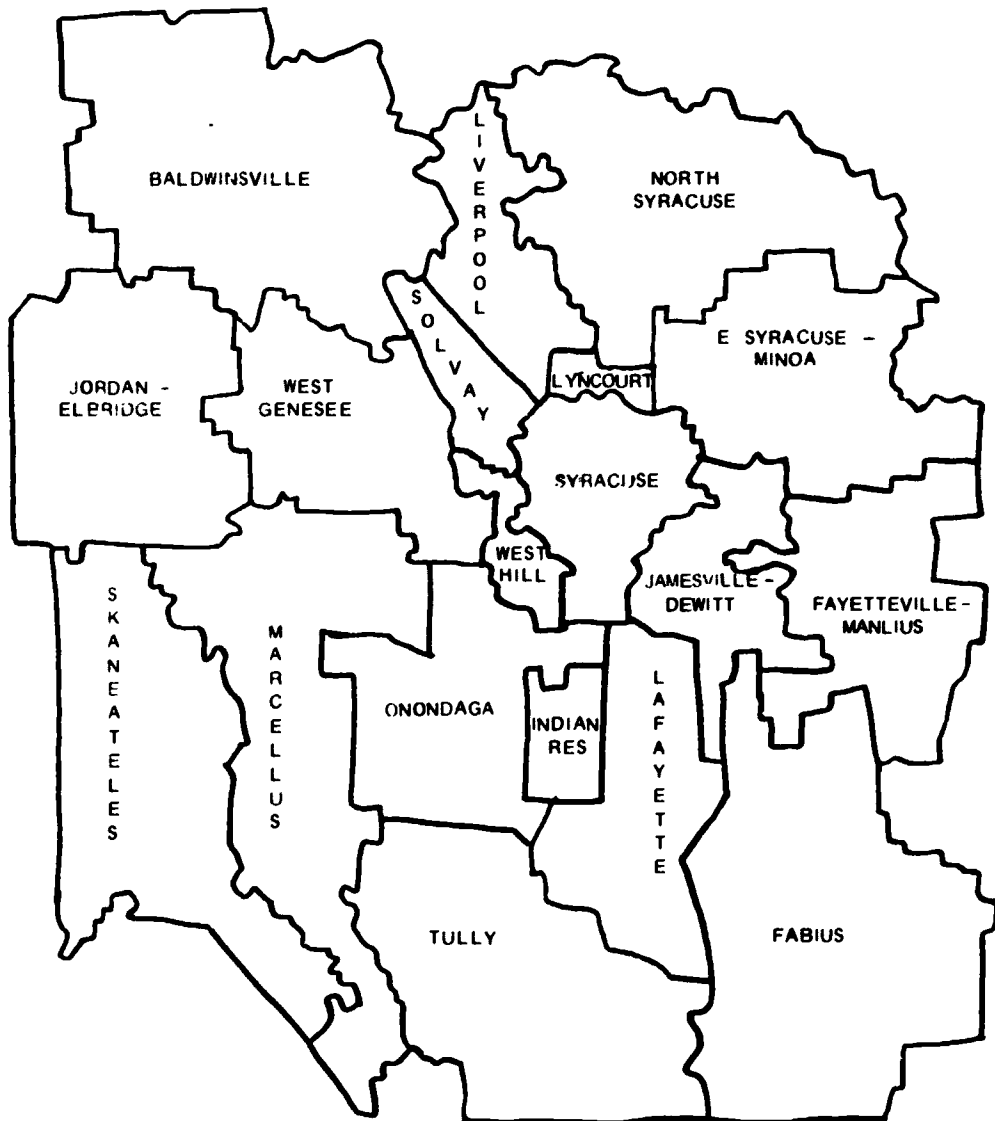 LIVERPOOL
BALDWINSVILLE
NORTH
SYRACUSE
SOLVAY
E SYRACUSE -
MINOA
LYNCOURT
JORDAN -
ELBRIDGE
WEST
GENESEE
SYRACUSE
WEST
HILL
JAMESVILLE -
DEWITT
FAYETTEVILLE -
MANLIUS
SKANEATELES
MARCELLUS
ONONDAGA
INDIAN
RES
LAFAYETTE
TULLY
FABIUS